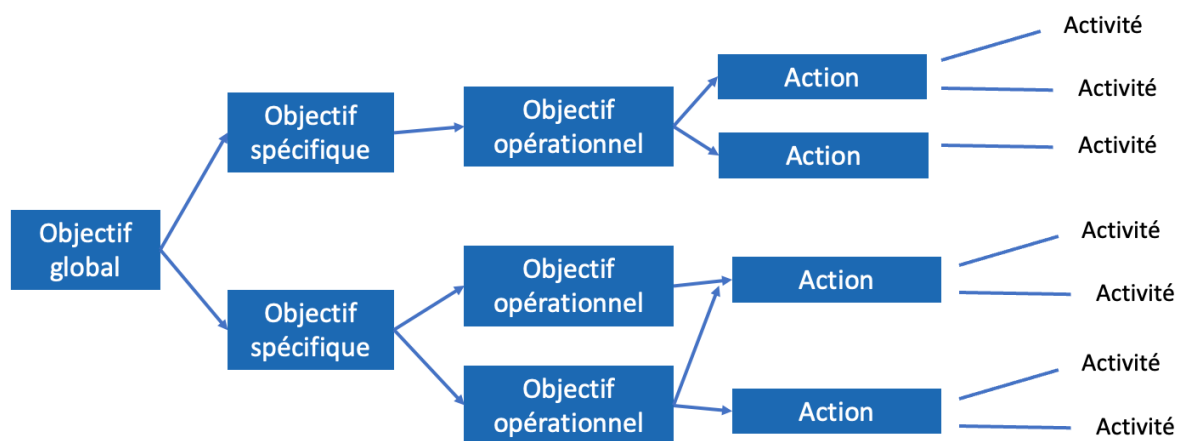 Objectif
global
Objectif
spécifique
Objectif
spécifique
Objectif
opérationnel
Objectif
opérationnel
Objectif
opérationnel
Action
Action
Action
Action
Activité
Activité
Activité
Activité
Activité
Activité
Activité